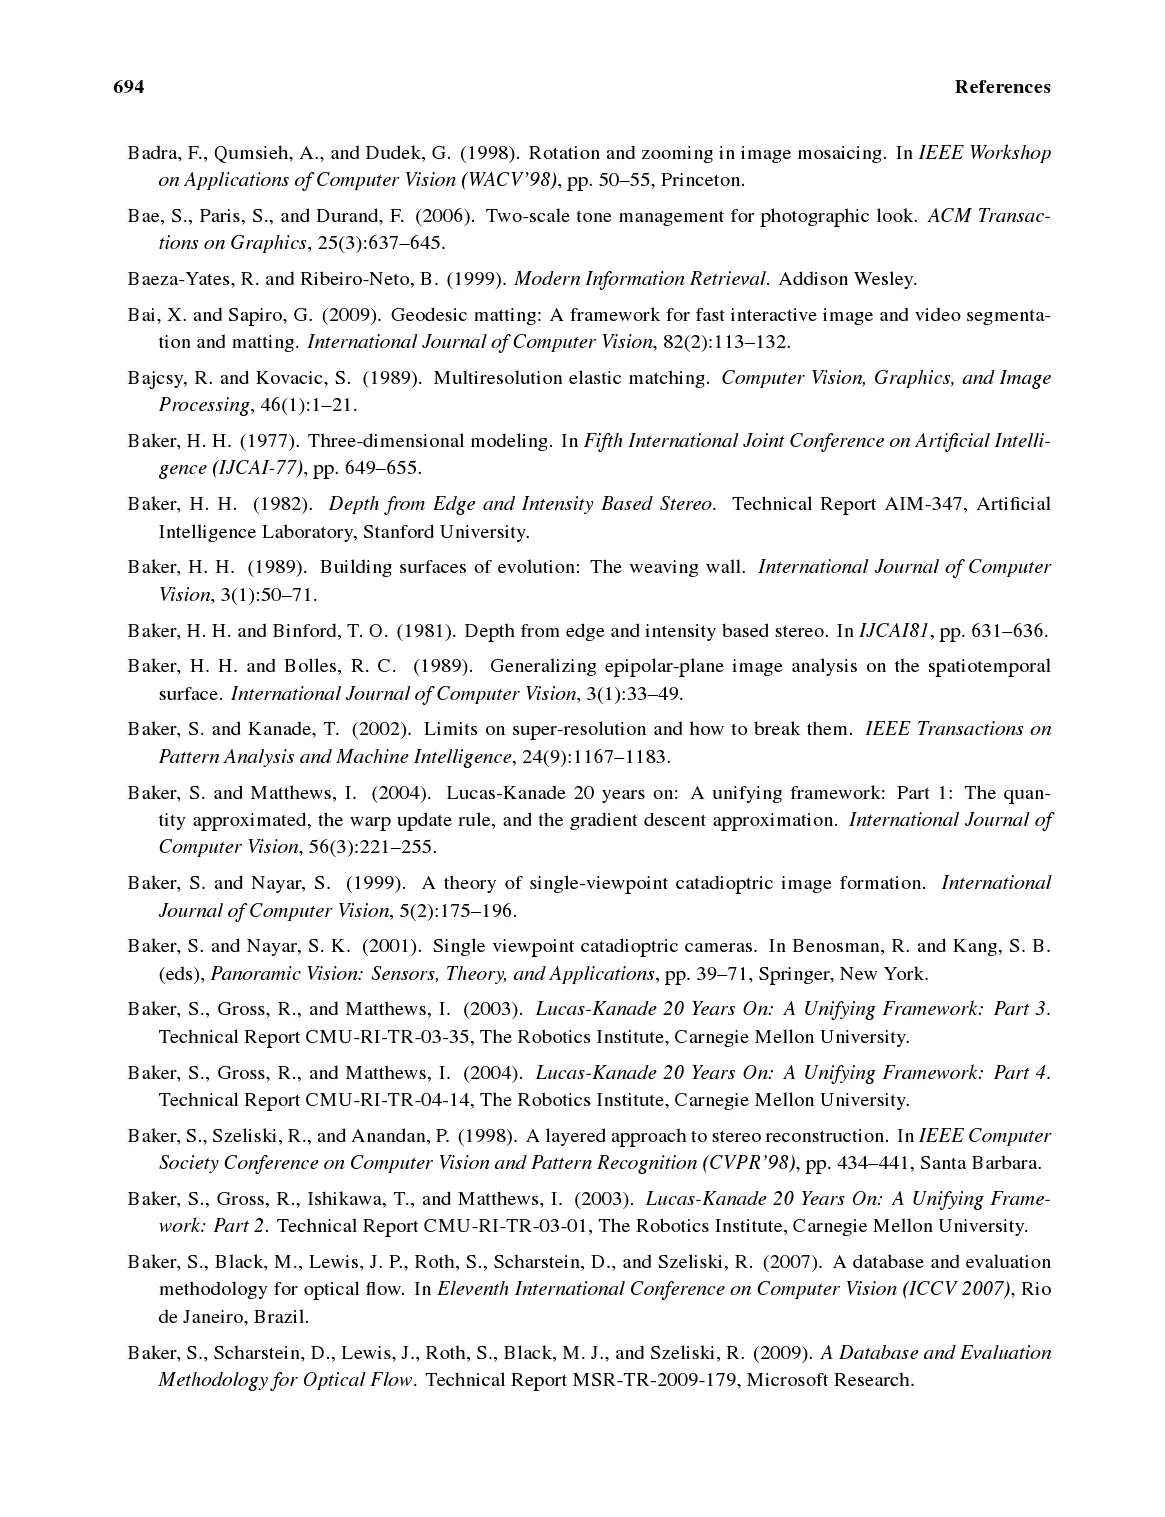 694 References
Badra, F., Qumsieh, A., and Dudek, G. (1998). Rotation and zooming in image mosaicing. In IEEE Workshop
on Applications of Computer Vision (WACV’98), pp. 50–55, Princeton.
Bae, S., Paris, S., and Durand, F. (2006). Two-scale tone management for photographic look. ACM Transac-
tions on Graphics, 25(3):637–645.
Baeza-Yates, R. and Ribeiro-Neto, B. (1999). Modern Information Retrieval. Addison Wesley.
Bai, X. and Sapiro, G. (2009). Geodesic matting: A framework for fast interactive image and video segmenta-
tion and matting. International Journal of Computer Vision, 82(2):113–132.
Bajcsy, R. and Kovacic, S. (1989). Multiresolution elastic matching. Computer Vision, Graphics, and Image
Processing, 46(1):1–21.
Baker, H. H. (1977). Three-dimensional modeling. In Fifth International Joint Conference on Artificial Intelli-
gence (IJCAI-77), pp. 649–655.
Baker, H. H. (1982). Depth from Edge and Intensity Based Stereo. Technical Report AIM-347, Artificial
Intelligence Laboratory, Stanford University.
Baker, H. H. (1989). Building surfaces of evolution: The weaving wall. International Journal of Computer
Vision, 3(1):50–71.
Baker, H. H. and Binford, T. O. (1981). Depth from edge and intensity based stereo. In IJCAI81, pp. 631–636.
Baker, H. H. and Bolles, R. C. (1989). Generalizing epipolar-plane image analysis on the spatiotemporal
surface. International Journal of Computer Vision, 3(1):33–49.
Baker, S. and Kanade, T. (2002). Limits on super-resolution and how to break them. IEEE Transactions on
Pattern Analysis and Machine Intelligence, 24(9):1167–1183.
Baker, S. and Matthews, I. (2004). Lucas-Kanade 20 years on: A unifying framework: Part 1: The quan-
tity approximated, the warp update rule, and the gradient descent approximation. International Journal of
Computer Vision, 56(3):221–255.
Baker, S. and Nayar, S. (1999). A theory of single-viewpoint catadioptric image formation. International
Journal of Computer Vision, 5(2):175–196.
Baker, S. and Nayar, S. K. (2001). Single viewpoint catadioptric cameras. In Benosman, R. and Kang, S. B.
(eds), Panoramic Vision: Sensors, Theory, and Applications, pp. 39–71, Springer, New York.
Baker, S., Gross, R., and Matthews, I. (2003). Lucas-Kanade 20 Years On: A Unifying Framework: Part 3.
Technical Report CMU-RI-TR-03-35, The Robotics Institute, Carnegie Mellon University.
Baker, S., Gross, R., and Matthews, I. (2004). Lucas-Kanade 20 Years On: A Unifying Framework: Part 4.
Technical Report CMU-RI-TR-04-14, The Robotics Institute, Carnegie Mellon University.
Baker, S., Szeliski, R., and Anandan, P. (1998). A layered approach to stereo reconstruction. In IEEE Computer
Society Conference on Computer Vision and Pattern Recognition (CVPR’98), pp. 434–441, Santa Barbara.
Baker, S., Gross, R., Ishikawa, T., and Matthews, I. (2003). Lucas-Kanade 20 Years On: A Unifying Frame-
work: Part 2. Technical Report CMU-RI-TR-03-01, The Robotics Institute, Carnegie Mellon University.
Baker, S., Black, M., Lewis, J. P., Roth, S., Scharstein, D., and Szeliski, R. (2007). A database and evaluation
methodology for optical flow. In Eleventh International Conference on Computer Vision (ICCV 2007), Rio
de Janeiro, Brazil.
Baker, S., Scharstein, D., Lewis, J., Roth, S., Black, M. J., and Szeliski, R. (2009). A Database and Evaluation
Methodology for Optical Flow. Technical Report MSR-TR-2009-179, Microsoft Research.